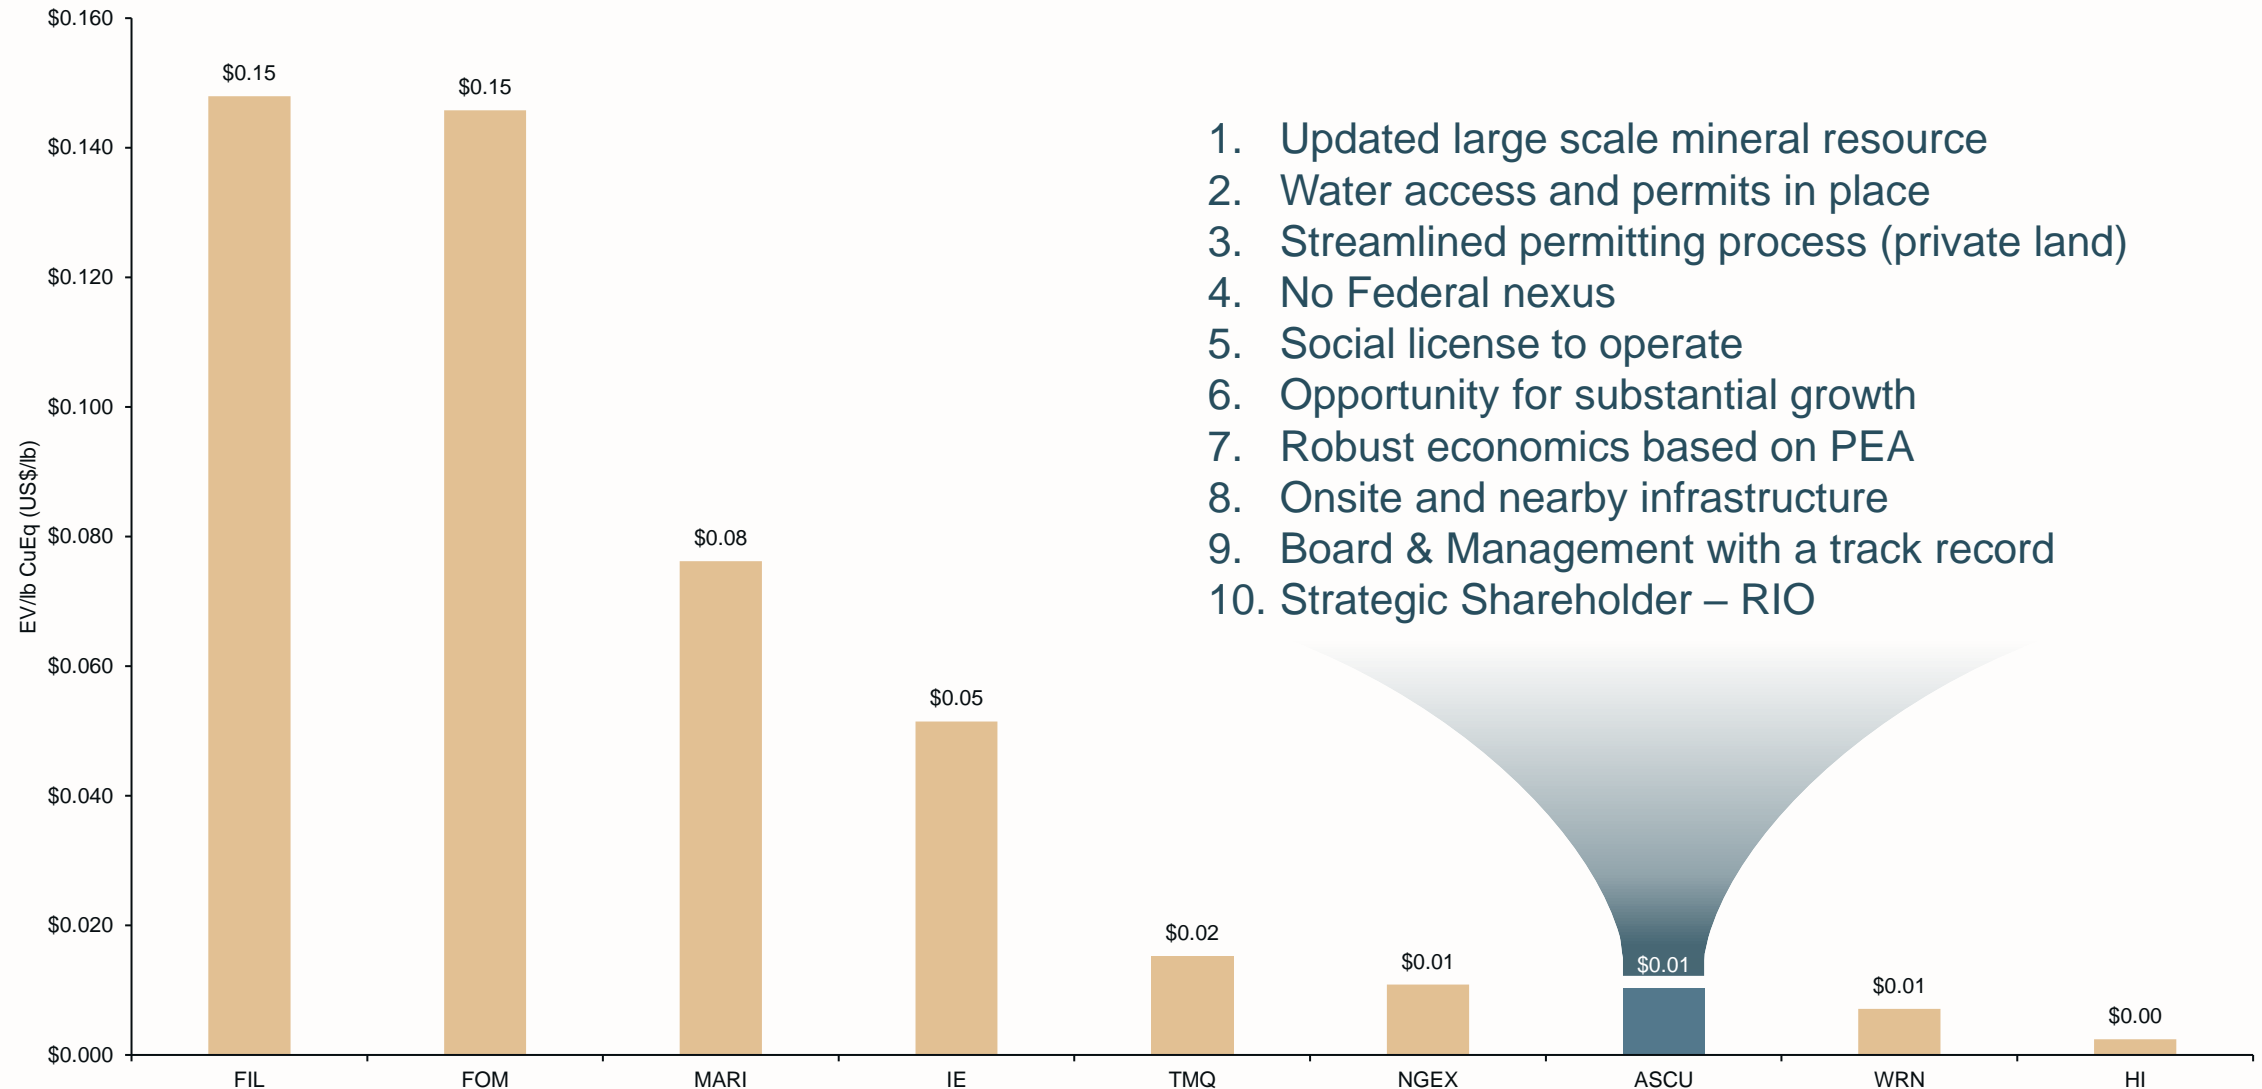 $0.160
$0.140
$0.120
$0.100
$0.080
$0.060
$0.040
$0.020
$0.000
EV/lb CuEq (US$/lb)
$0.15
$0.15
$0.08
$0.05
$0.02
$0.01
$0.01
$0.01
$0.00
FIL
FOM
MARI
IE
TMQ
NGEX
ASCU
WRN
HI
1. Updated large scale mineral resource
2. Water access and permits in place
3. Streamlined permitting process (private land)
4. No Federal nexus
5. Social license to operate
6. Opportunity for substantial growth
7. Robust economics based on PEA
8. Onsite and nearby infrastructure
9. Board & Management with a track record
10. Strategic Shareholder – RIO